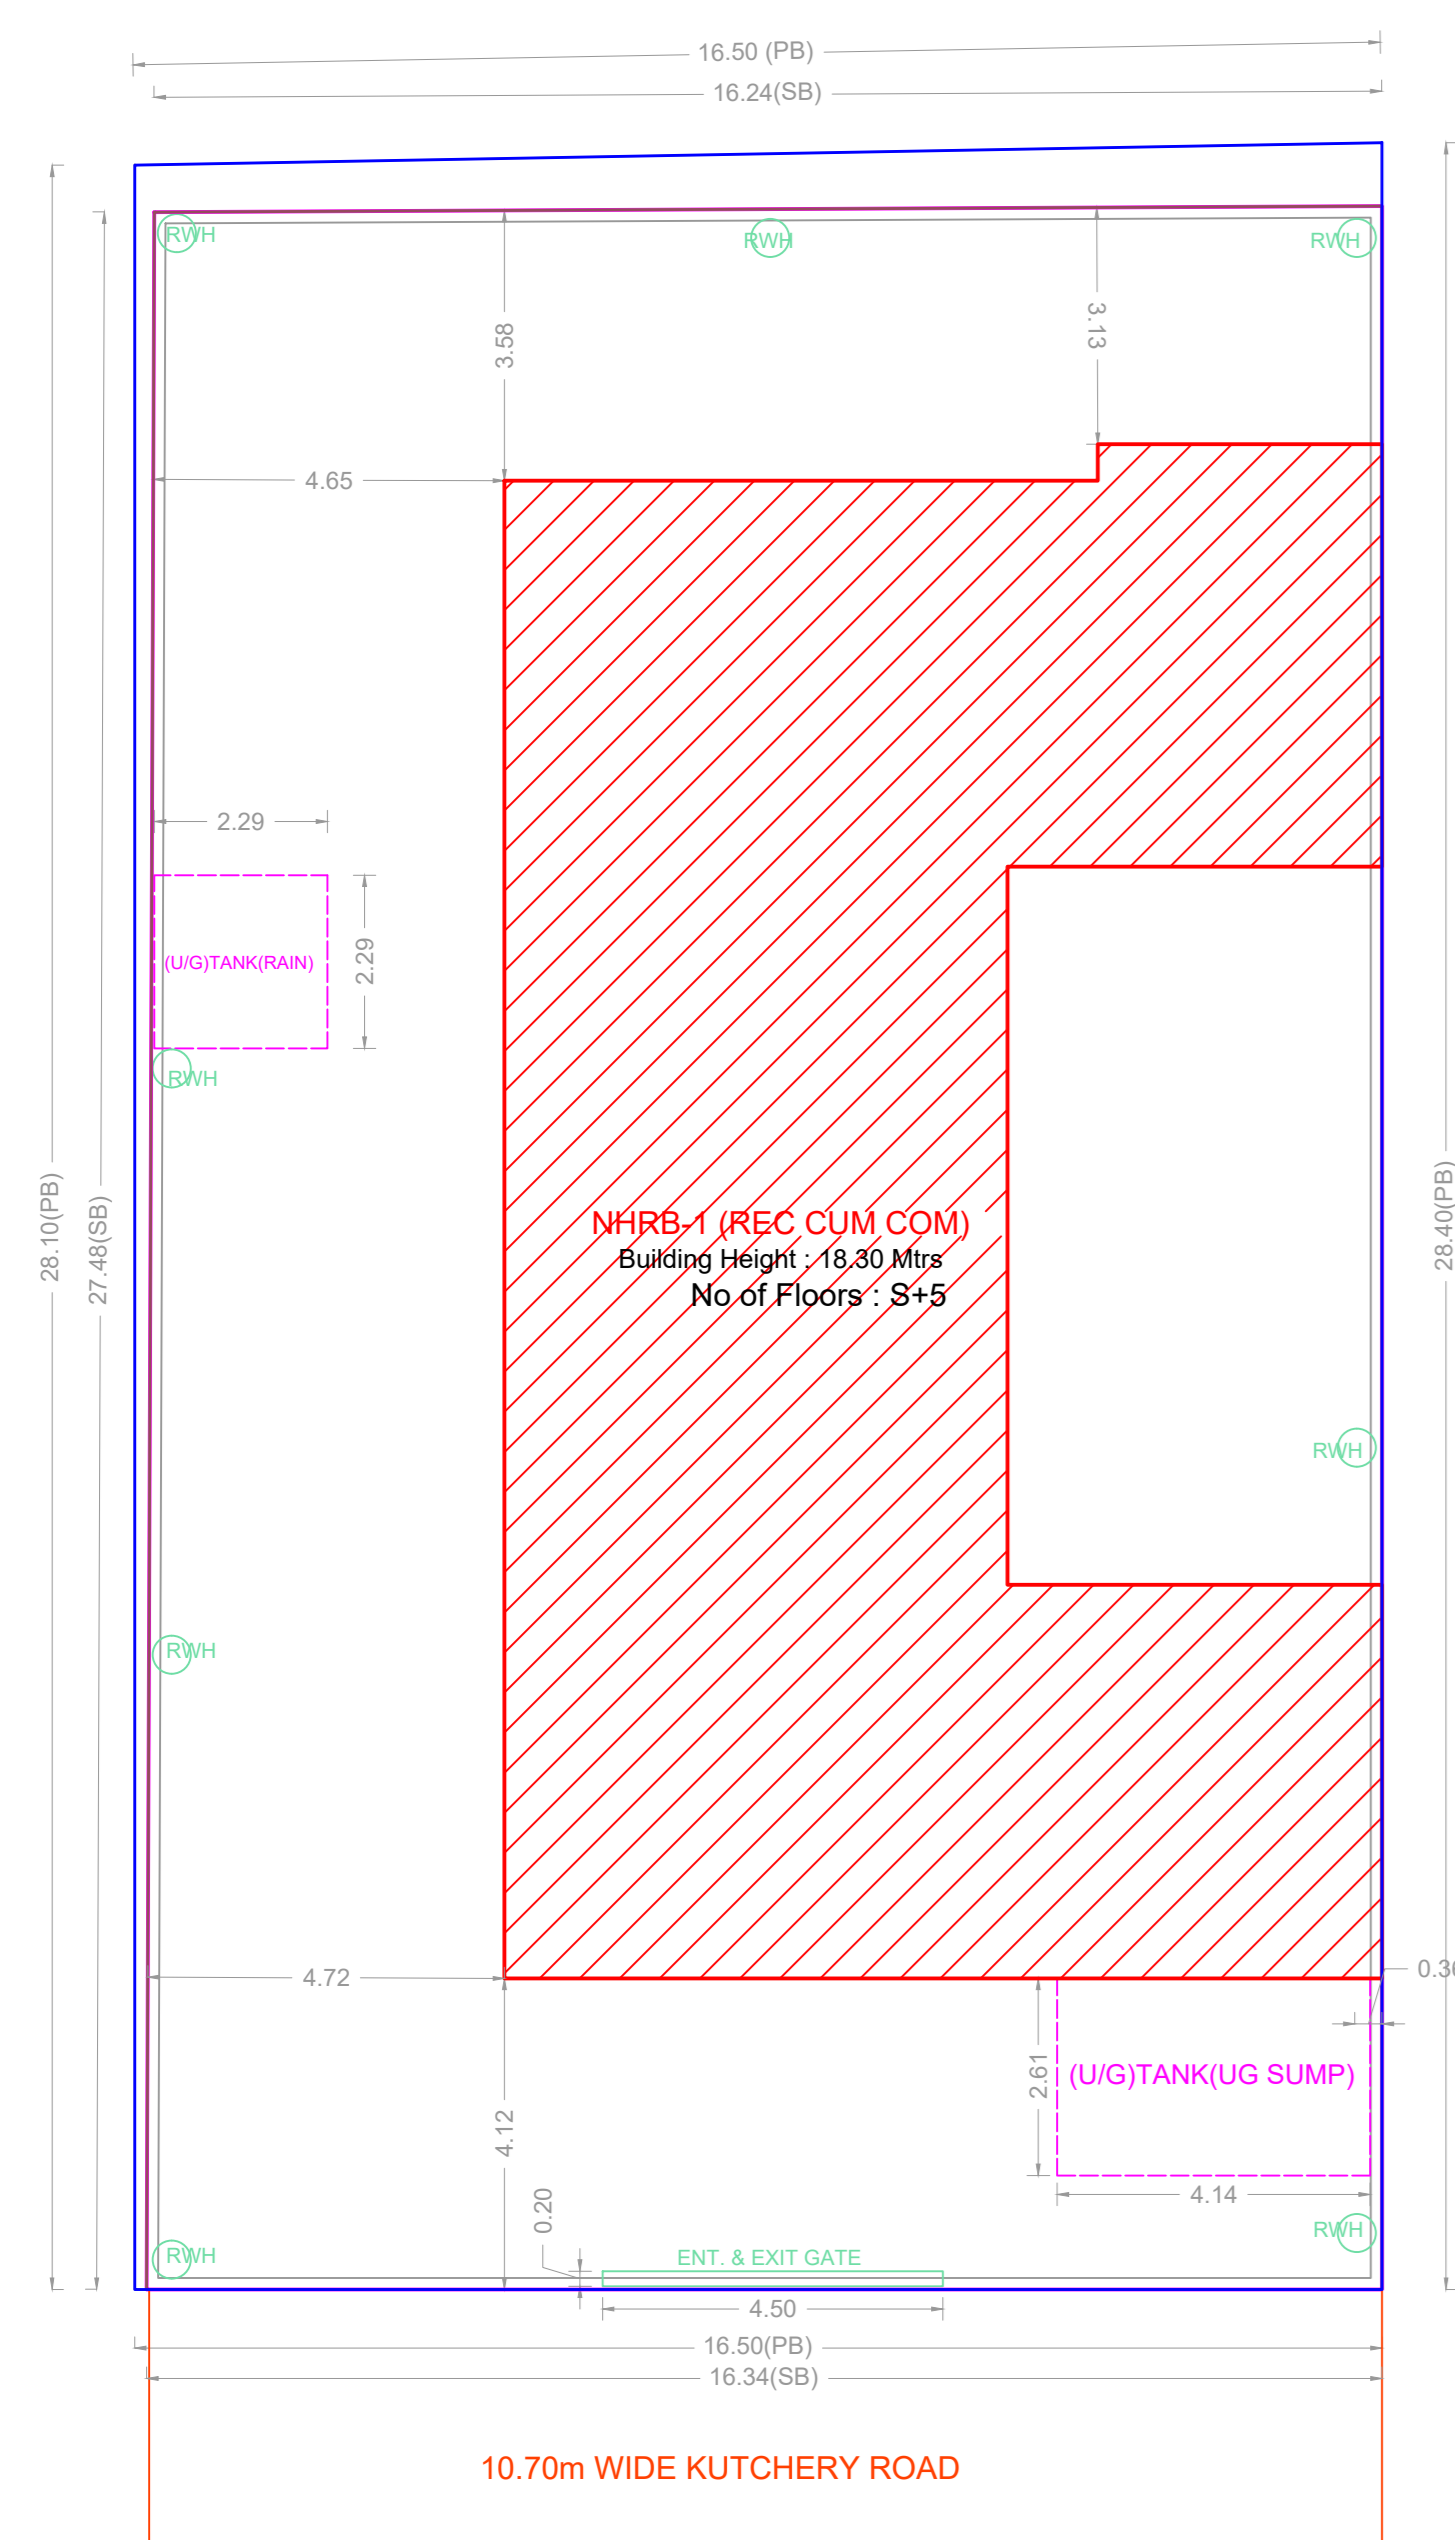 16.50 (PB)
16.24(SB)
RWH
RWH
RWH
3.58
3.13
4.65
2.29
2.29
(U/G)TANK(RAIN)
RWH
28.10(PB)
27.48(SB)
28.40(PB)
NHRB-1 (REC CUM COM)
Building Height : 18.30 Mtrs
No of Floors : S+5
RWH
RWH
4.72
2.61
(U/G)TANK(UG SUMP)
4.12
4.14
0.20
RWH
RWH
ENT. & EXIT GATE
4.50
16.50(PB)
16.34(SB)
10.70m WIDE KUTCHERY ROAD